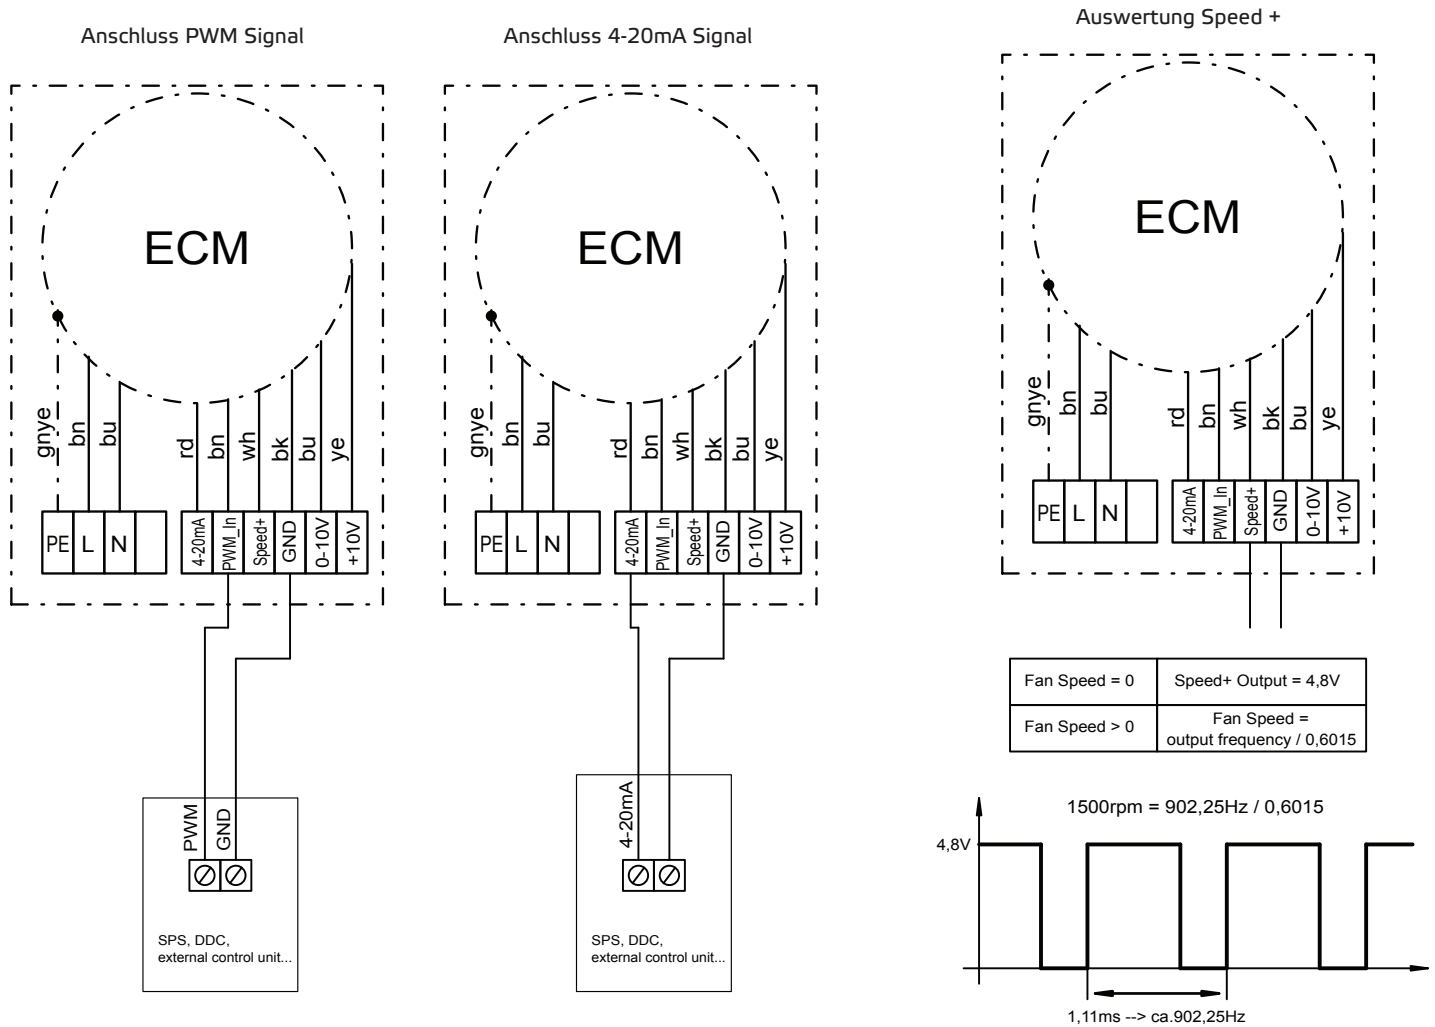 Anschluss PWM Signal
ECM
gnye
bn
bu
rd
bn
wh
bk
bu
ye
PE
L
N
4-20mA
PWM_In
Speed+
GND
0-10V
+10V
PWM
GND
SPS, DDC,
external control unit...
Anschluss 4-20mA Signal
ECM
gnye
bn
bu
rd
bn
wh
bk
bu
ye
PE
L
N
4-20mA
PWM_In
Speed+
GND
0-10V
+10V
4-20mA
SPS, DDC,
external control unit...
Auswertung Speed +
ECM
gnye
bn
bu
rd
bn
wh
bk
bu
ye
PE
L
N
4-20mA
PWM_In
Speed+
GND
0-10V
+10V
Fan Speed = 0
Speed+ Output = 4,8V
Fan Speed > 0
Fan Speed =
output frequency / 0,6015
1500rpm = 902,25Hz / 0,6015
4,8V
1,11ms --> ca.902,25Hz